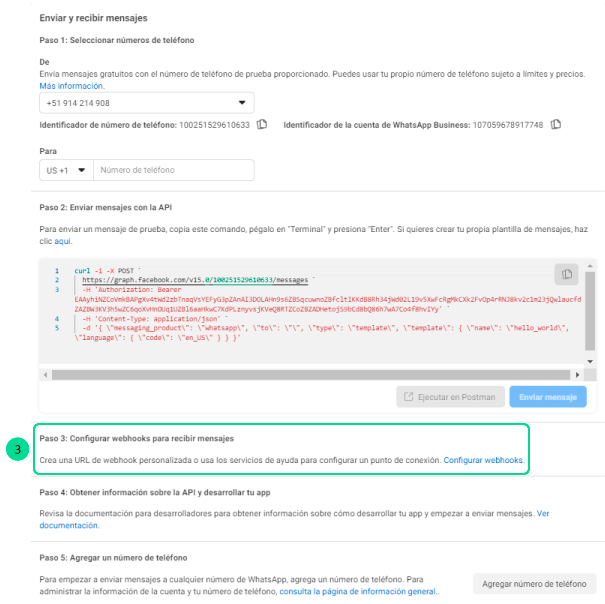 Enviar y recibir mensajes
Paso 1: Seleccionar números de teléfono
De
Envía mensajes gratuitos con el número de teléfono de prueba proporcionado. Puedes usar tu propio número de teléfono sujeto a límites y precios.
Más información.
+51 914 214 908
Identificador de número de teléfono: 100251529610633 Identificador de la cuenta de WhatsApp Business: 107059678917748
Para
US +1 Número de teléfono
Paso 2: Enviar mensajes con la API
Para enviar un mensaje de prueba, copia este comando, pégalo en "Terminal" y presiona "Enter". Si quieres crear tu propia plantilla de mensajes, haz
clic aquí.
1 curl -i -X POST `
2 https://graph.facebook.com/v15.0/100251529610633/messages `
3 -H 'Authorization: Bearer
4 -H 'Content-Type: application/json' `
5 -d '{ \"messaging_product\": \"whatsapp\", \"to\": \"\", \"type\": \"template\", \"template\": { \"name\": \"hello_world\",
\"language\": { \"code\": \"en_US\" } } }'
Ejecutar en Postman Enviar mensaje
3
Paso 3: Configurar webhooks para recibir mensajes
Crea una URL de webhook personalizada o usa los servicios de ayuda para configurar un punto de conexión. Configurar webhooks.
Paso 4: Obtener información sobre la API y desarrollar tu app
Revisa la documentación para desarrolladores para obtener información sobre cómo desarrollar tu app y empezar a enviar mensajes. Ver
documentación.
Paso 5: Agregar un número de teléfono
Para empezar a enviar mensajes a cualquier número de WhatsApp, agrega un número de teléfono. Para
administrar la información de la cuenta y tu número de teléfono, consulta la página de información general..
Agregar número de teléfono